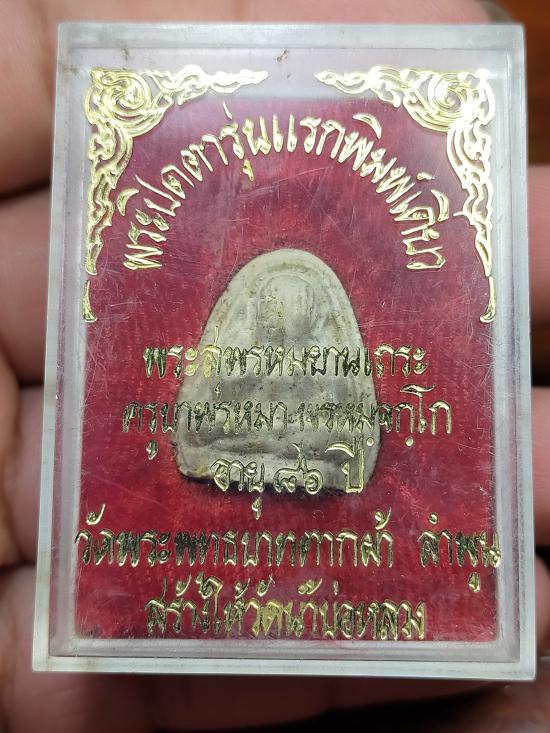 พระปิดตารุ่นแรกพิมพ์เดียว
พระสุพรหมยานเถระ
ครูบาพรหมา-พรหมฺจกฺโก
อายุ ๘๖ ปี
วัดพระพุทธบาทตากผ้า ลำพูน
สร้างให้วัดน้ำบ่อหลวง